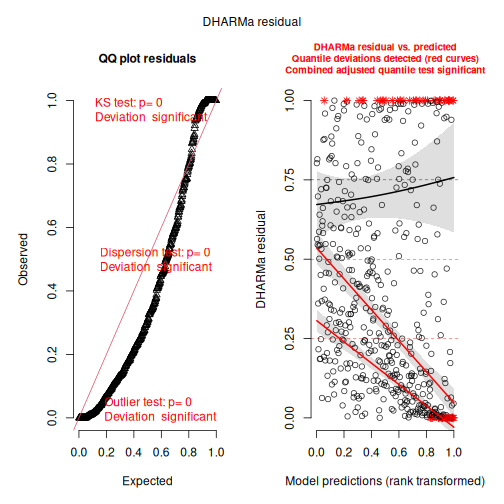 DHARMa residual
QQ plot residuals
KS test: p= 0
Deviation significant
Dispersion test: p= 0
Deviation significant
Outlier test: p= 0
Deviation significant
Observed
0.0 0.2 0.4 0.6 0.8 1.0
0.0 0.2 0.4 0.6 0.8 1.0
Expected
DHARMa residual vs. predicted
Quantile deviations detected (red curves)
Combined adjusted quantile test significant
DHARMa residual
0.00 0.25 0.50 0.75 1.00
0.0 0.2 0.4 0.6 0.8 1.0
Model predictions (rank transformed)